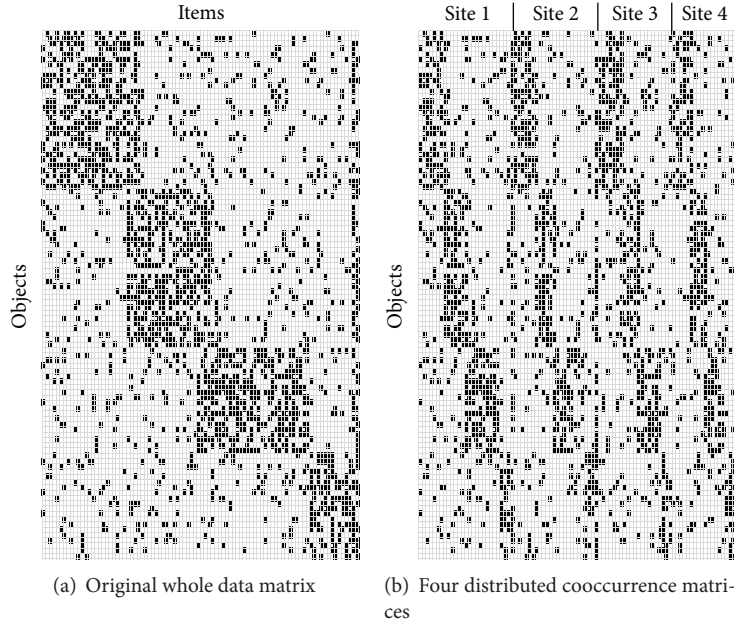 Items
Site 1 Site 2 Site 3 Site 4
Objects
Objects
(a) Original whole data matrix
(b) Four distributed cooccurrence matri-
ces